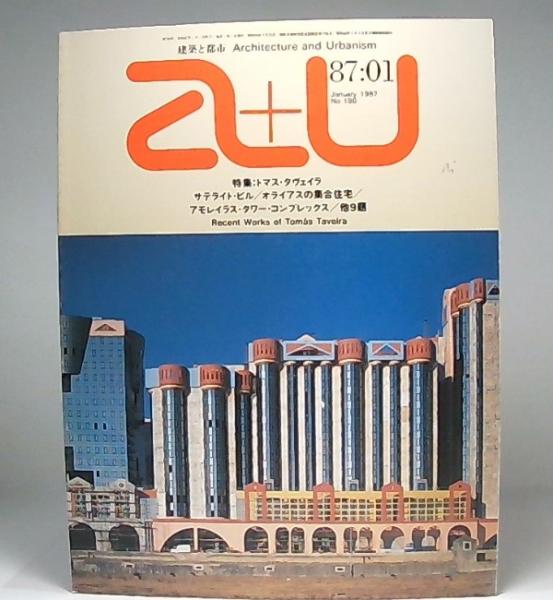 建築と都市 Architecture and Urbanism
a+u
87:01
January 1987
No 196
特集:トマス・タヴェイラ
サテライト・ビル/オライアスの集合住宅/
アモレイラス・タワー・コンプレックス/他9題
Recent Works of Tomás Taveira